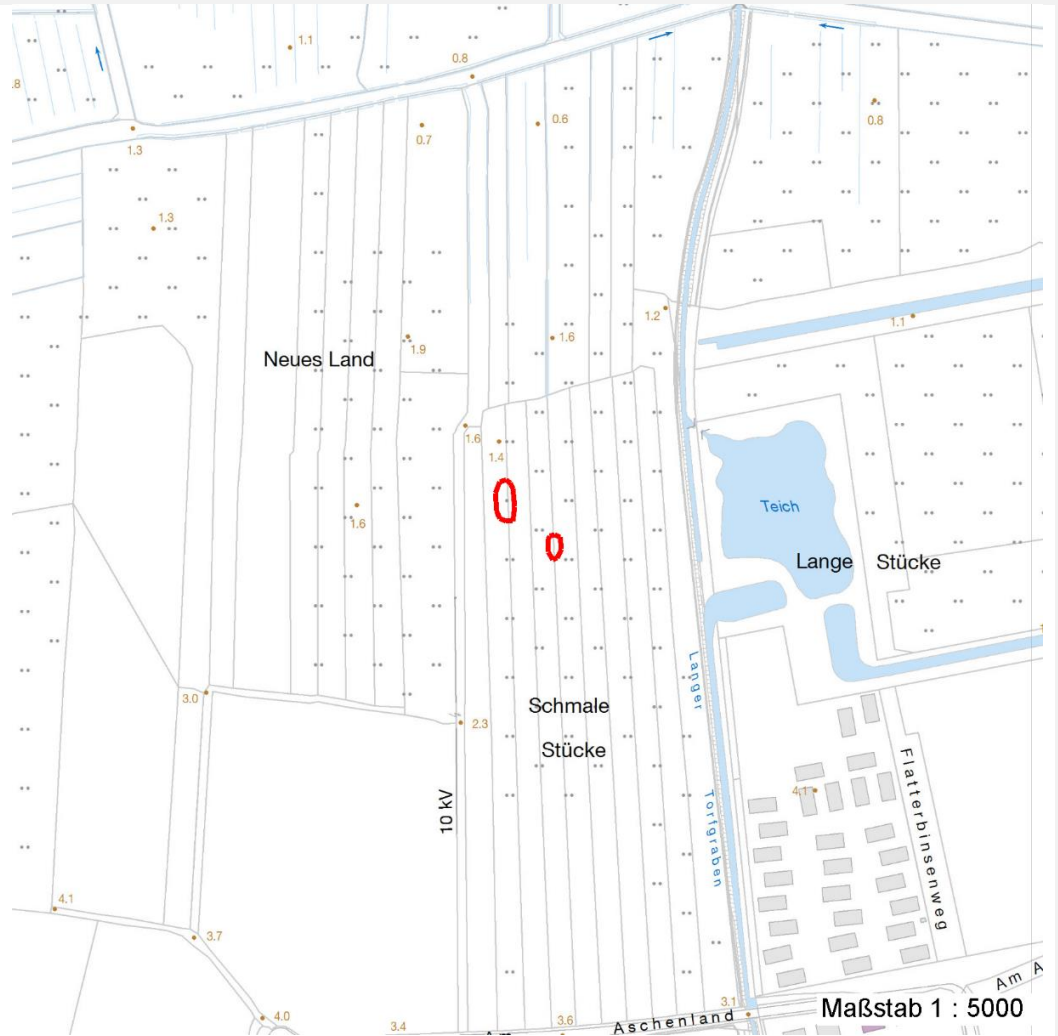 1.1
0.8
.8
0.8
1.3
0.7
0.6
1.3
1.2
1.1
1.9
1.6
Neues Land
1.6
1.4
1.6
Teich
Lange Stücke
Langer Torfgraben
3.0
2.3
Schmale
Stücke
10 kV
4.1
Flatterbinsenweg
4.1
3.7
4.0
3.4
3.6
3.1
Am Aschenland
Am A
Maßstab 1 : 5000